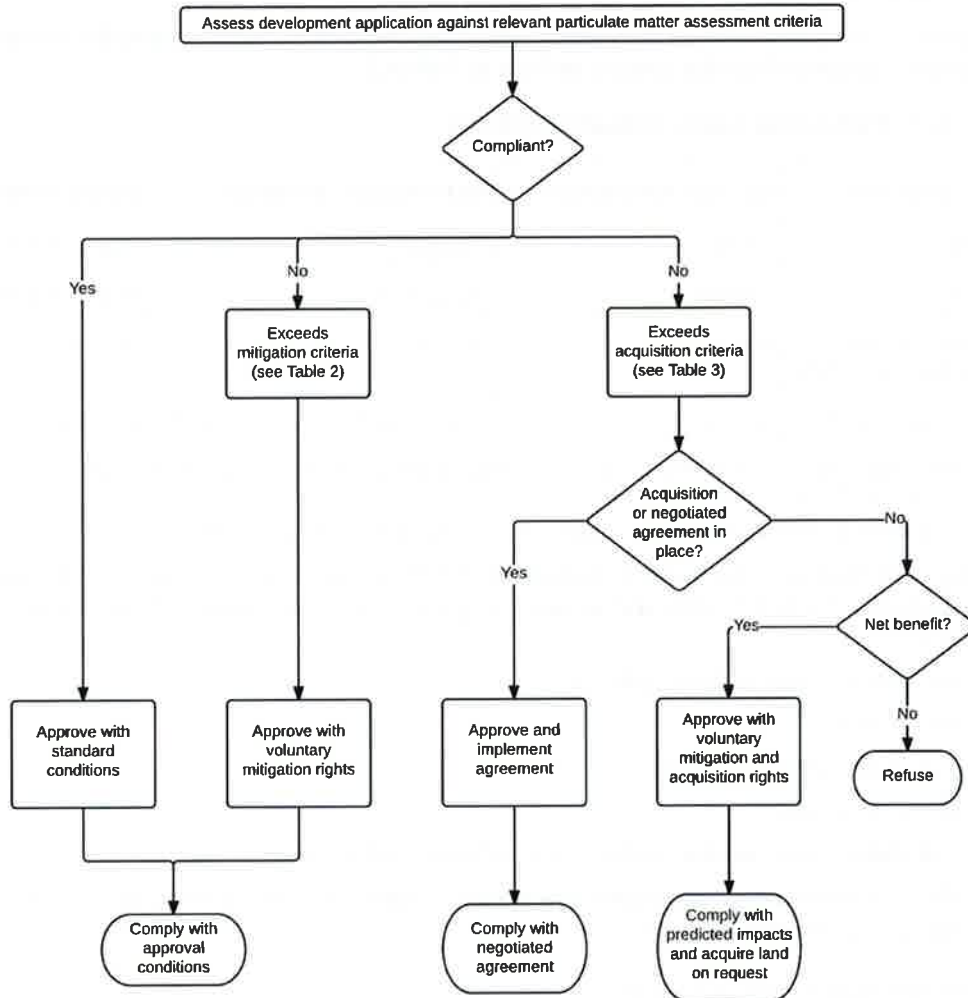 Assess development application against relevant particulate matter assessment criteria
Compliant?
Yes
No
No
Exceeds
mitigation criteria
(see Table 2)
Exceeds
acquisition criteria
(see Table 3)
Acquisition
or negotiated
agreement in
place?
Yes
No
Net benefit?
Yes
No
Approve with
standard
conditions
Approve with
voluntary
mitigation rights
Approve and
implement
agreement
Approve with
voluntary
mitigation and
acquisition rights
Refuse
Comply with
approval
conditions
Comply with
negotiated
agreement
Comply with
predicted impacts
and acquire land
on request